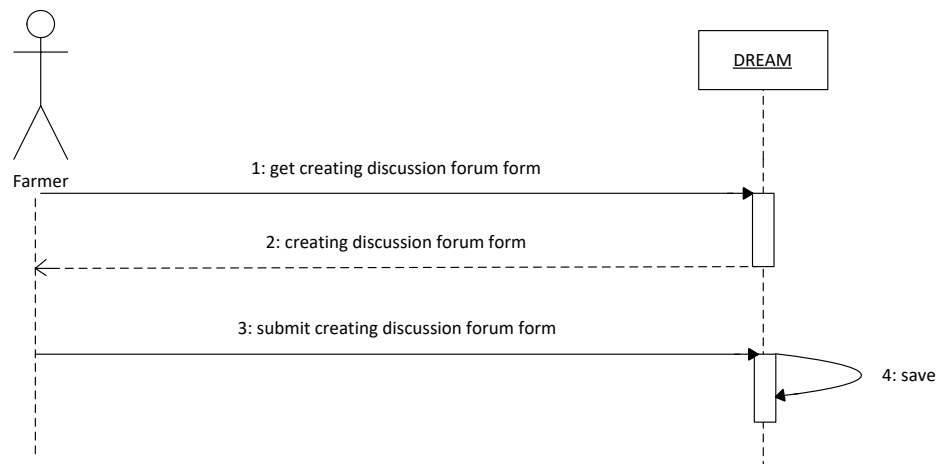 DREAM
1: get creating discussion forum form
Farmer
2: creating discussion forum form
3: submit creating discussion forum form
4: save